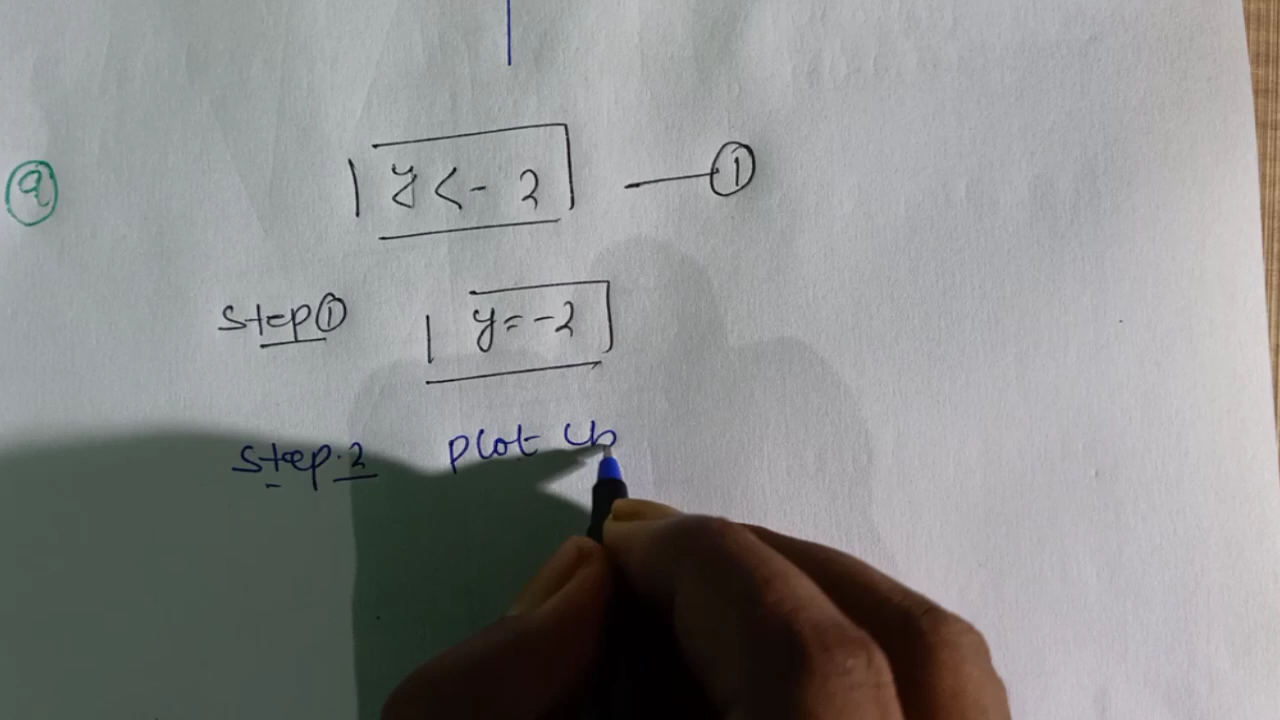 9 y < - 2 — 1
Step 1 y = -2
Step.2 Plot